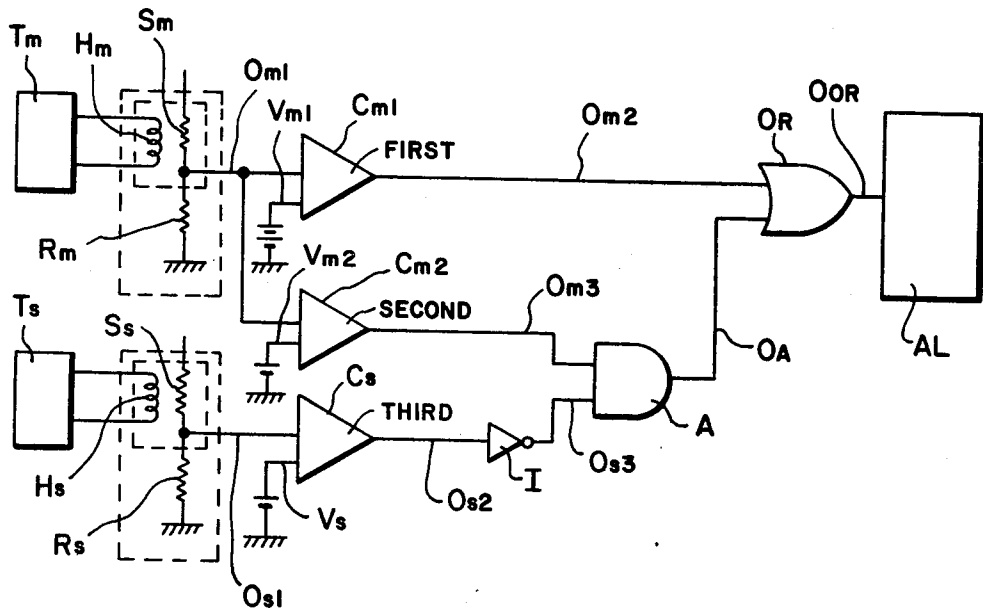 Tm
Hm
Sm
Om1
Vm1
Cm1
FIRST
Om2
OR
OOR
Rm
Vm2
Cm2
SECOND
Om3
Ts
Ss
Cs
THIRD
OA
AL
A
Hs
Rs
Os1
Vs
Os2
I
Os3